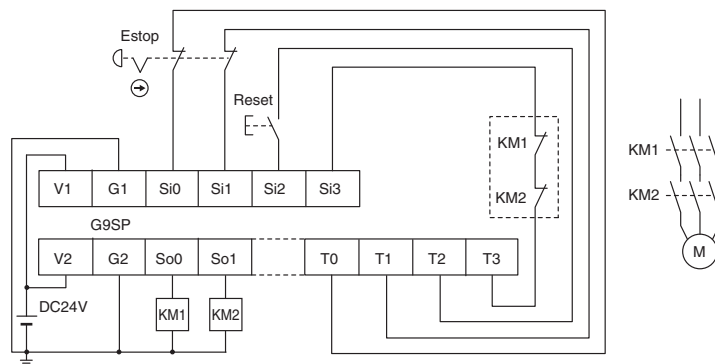 Estop
Reset
KM1
KM2
KM1
KM2
M
V1 G1 Si0 Si1 Si2 Si3
G9SP
V2 G2 So0 So1 T0 T1 T2 T3
DC24V
KM1 KM2